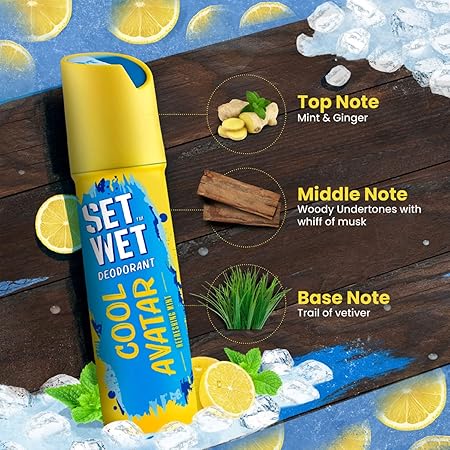 SET
WET™
DEODORANT
COOL
AVATAR
REFRESHING MINT
Top Note
Mint & Ginger
Middle Note
Woody Undertones with
whiff of musk
Base Note
Trail of vetiver